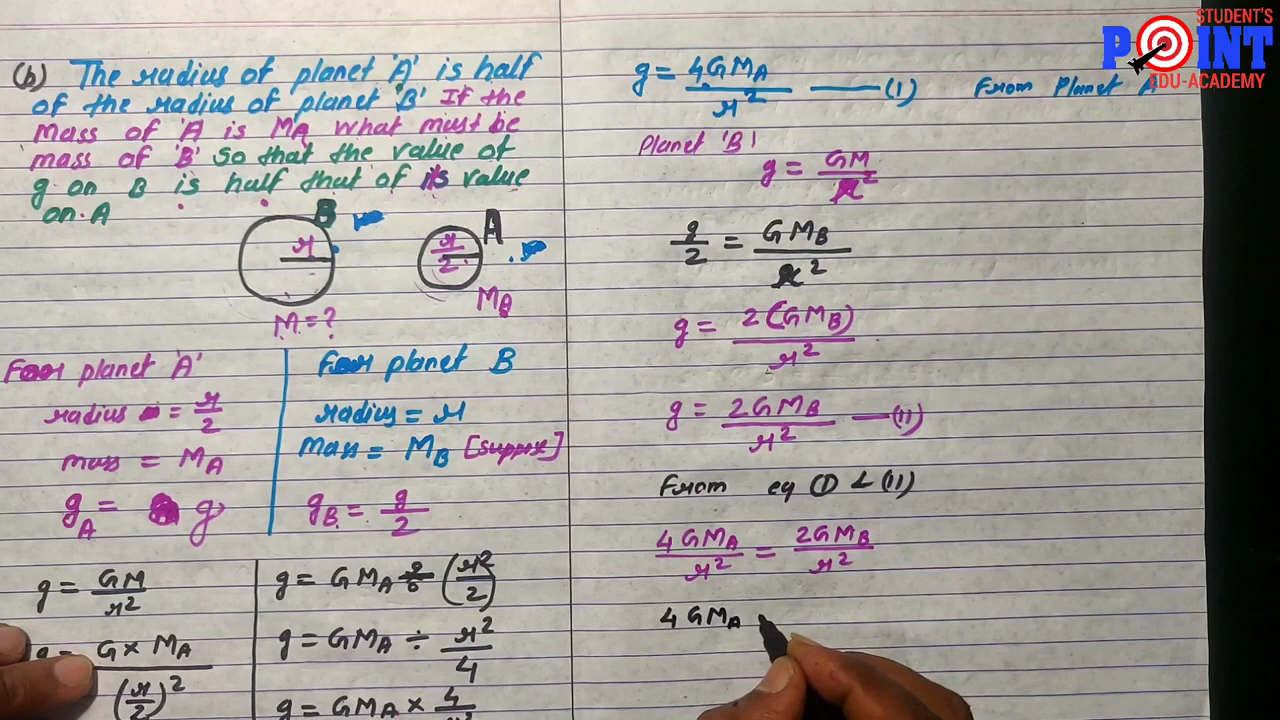 (b) The radius of planet 'A' is half
of the radius of planet 'B' If the
mass of 'A is MA What must be
mass of 'B' So that the value of
g on B is half that of its value
on A
B
A
r
r/2
MA
M = ?
For planet 'A'
radius = r/2
mass = MA
gA = g
For planet B
radius = r
mass = MB [suppose]
gB = g/2
g = GM/r²
g = G × MA / (r/2)²
g = GMA ÷ (r²/2)
g = GMA ÷ r²/4
g = GMA × 4/r²
g = 4GMA/r² —— (1) From Planet A
Planet 'B'
g = GM/r²
g/2 = GMB/r²
g = 2(GMB)/r²
g = 2GMB/r² — (11)
From eq (1) & (11)
4GMA/r² = 2GMB/r²
4GMA
STUDENT'S
POINT
EDU-ACADEMY